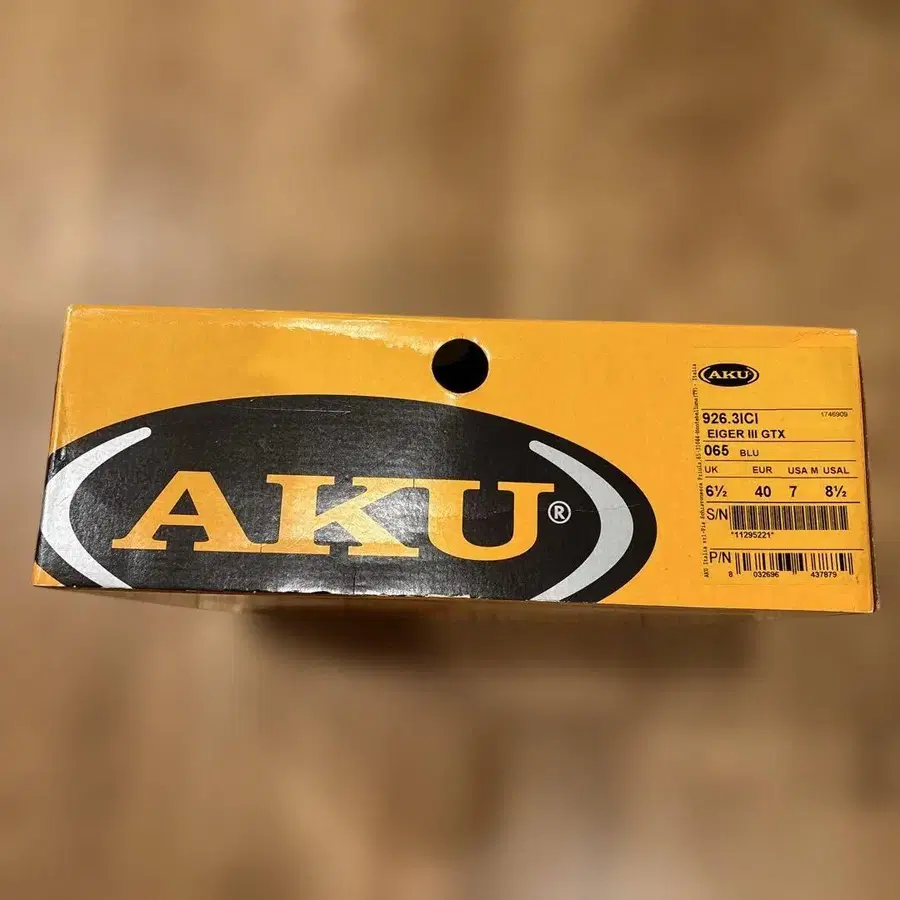 AKU®
AKU
926.3ICI 1746909
EIGER III GTX
065 BLU
UK EUR USA M USAL
6½ 40 7 8½
S/N
*11295221*
P/N
8 032696 437879